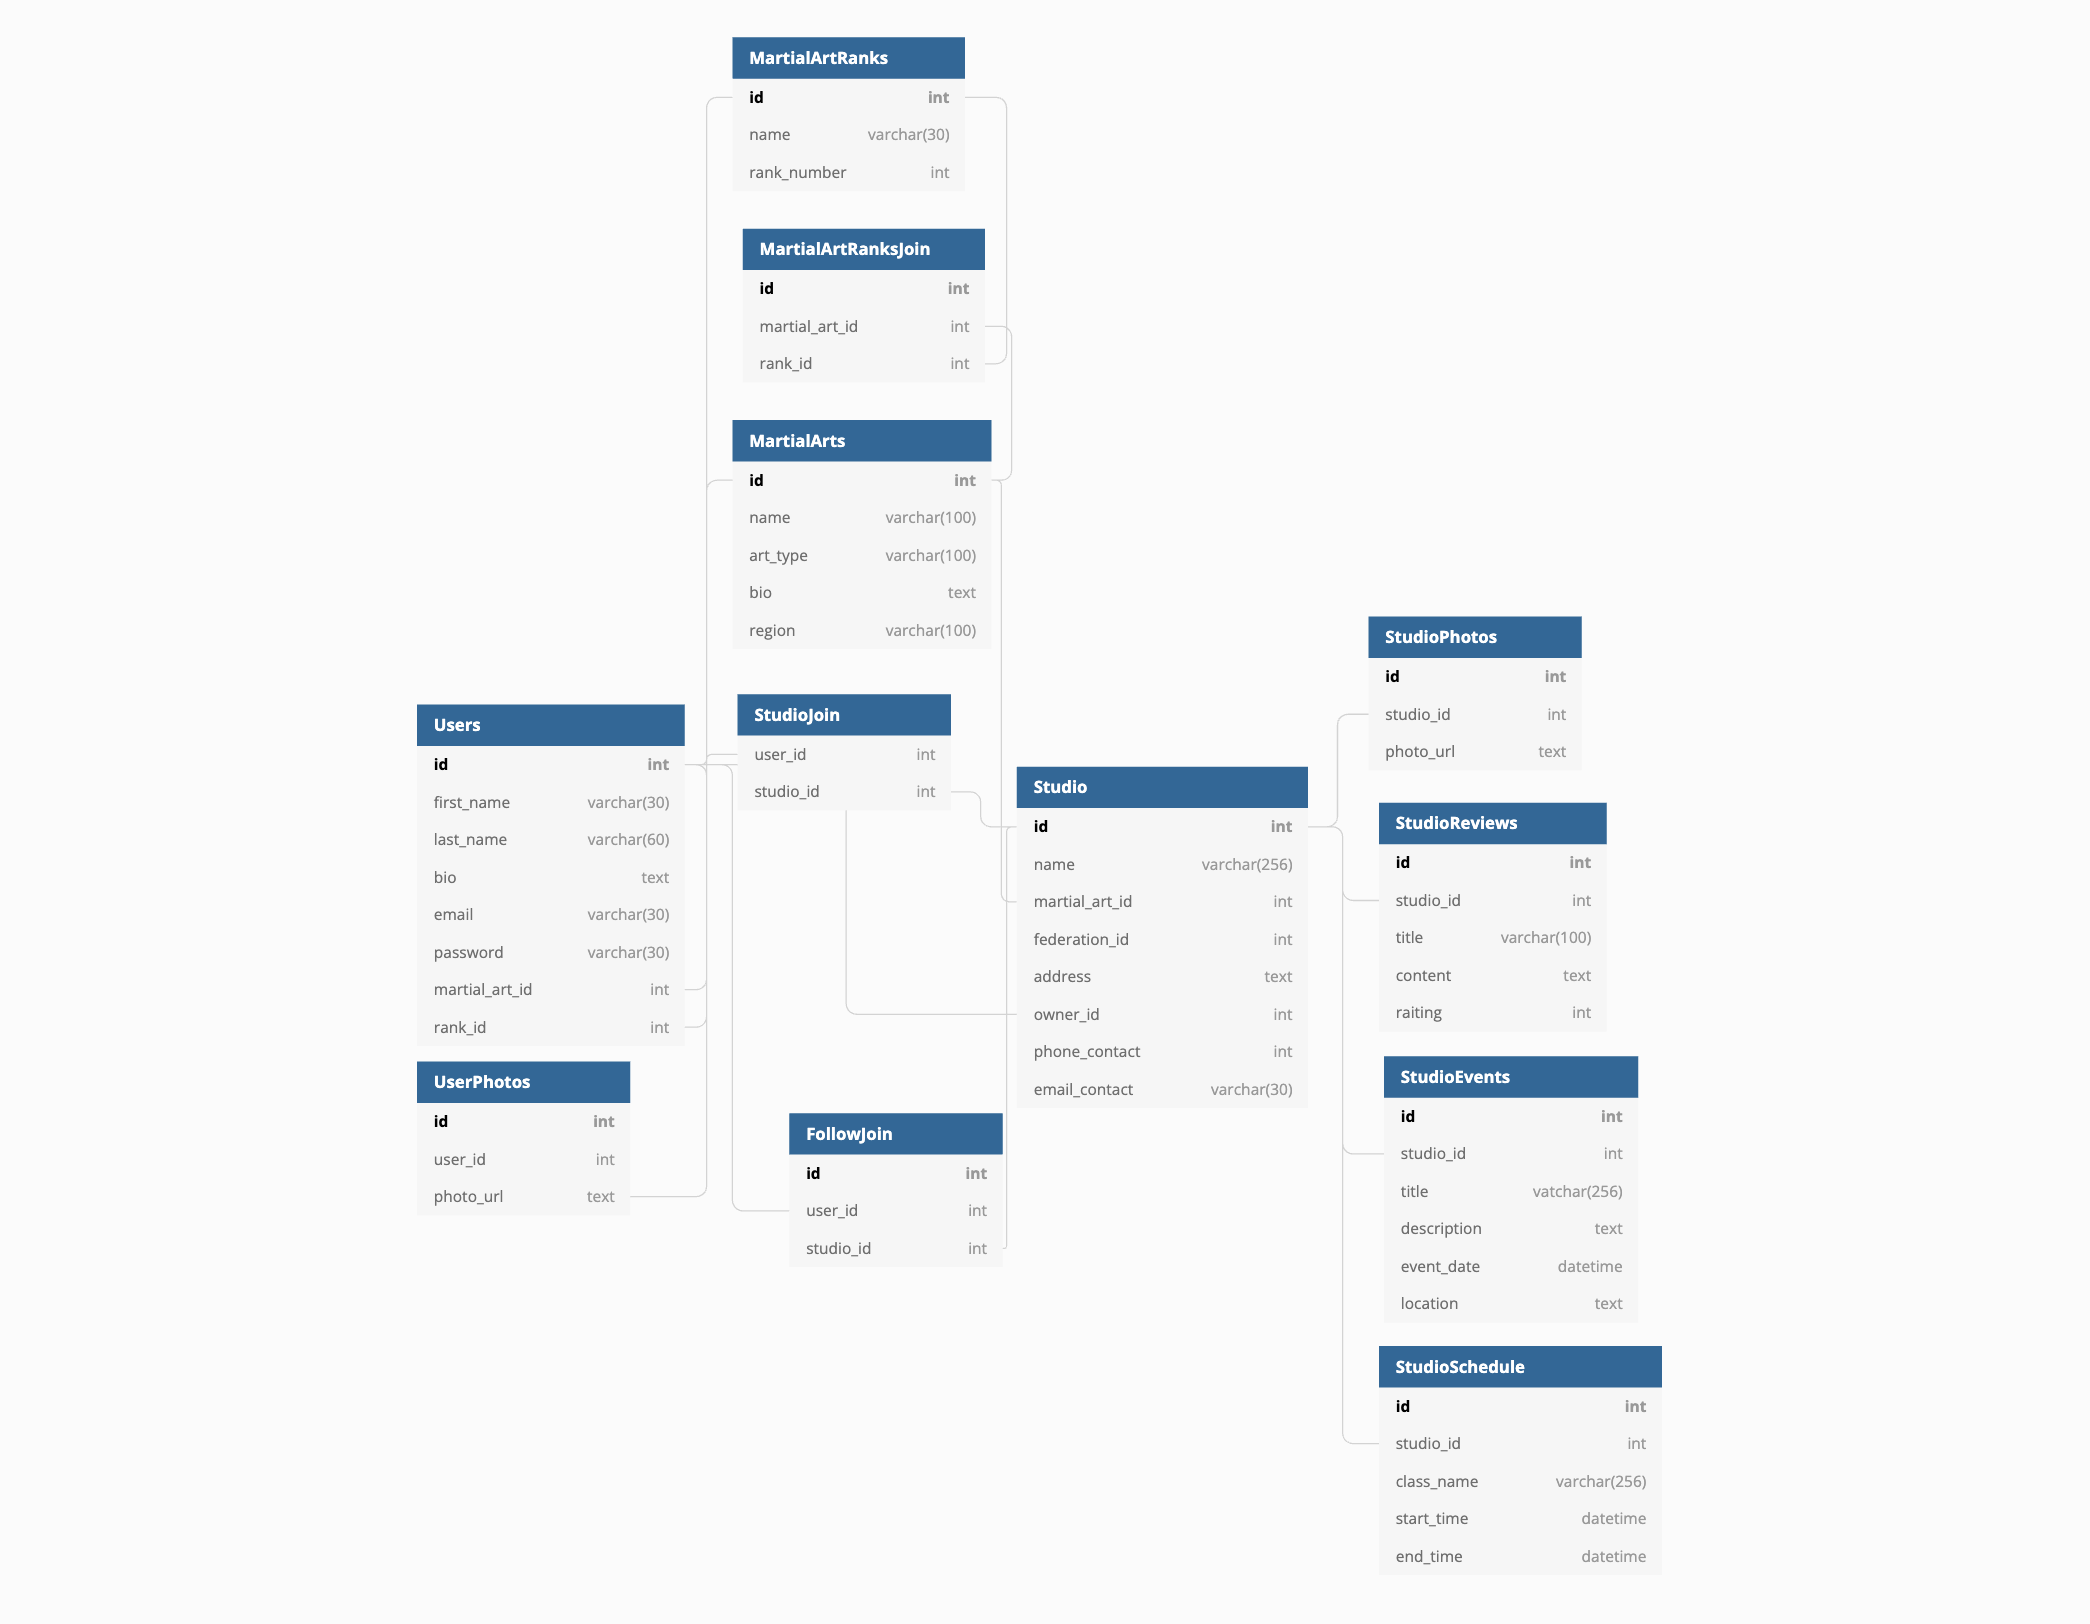 MartialArtRanks
id int
name varchar(30)
rank_number int
MartialArtRanksJoin
id int
martial_art_id int
rank_id int
MartialArts
id int
name varchar(100)
art_type varchar(100)
bio text
region varchar(100)
Users
id int
first_name varchar(30)
last_name varchar(60)
bio text
email varchar(30)
password varchar(30)
martial_art_id int
rank_id int
UserPhotos
id int
user_id int
photo_url text
StudioJoin
user_id int
studio_id int
FollowJoin
id int
user_id int
studio_id int
Studio
id int
name varchar(256)
martial_art_id int
federation_id int
address text
owner_id int
phone_contact int
email_contact varchar(30)
StudioPhotos
id int
studio_id int
photo_url text
StudioReviews
id int
studio_id int
title varchar(100)
content text
raiting int
StudioEvents
id int
studio_id int
title vatchar(256)
description text
event_date datetime
location text
StudioSchedule
id int
studio_id int
class_name varchar(256)
start_time datetime
end_time datetime